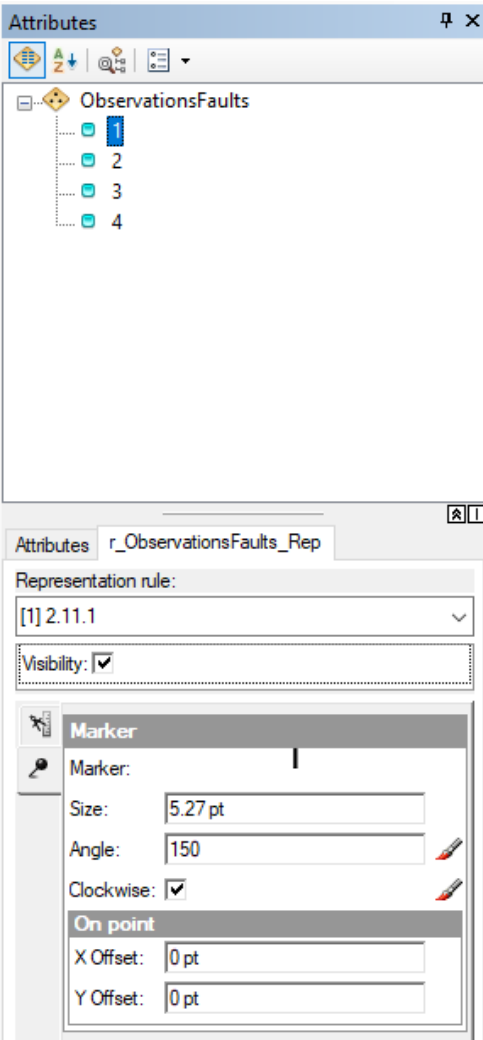 Attributes
ObservationsFaults
1
2
3
4
Attributes r_ObservationsFaults_Rep
Representation rule:
[1] 2.11.1
Visibility:
Marker
Marker:
Size: 5.27 pt
Angle: 150
Clockwise:
On point
X Offset: 0 pt
Y Offset: 0 pt